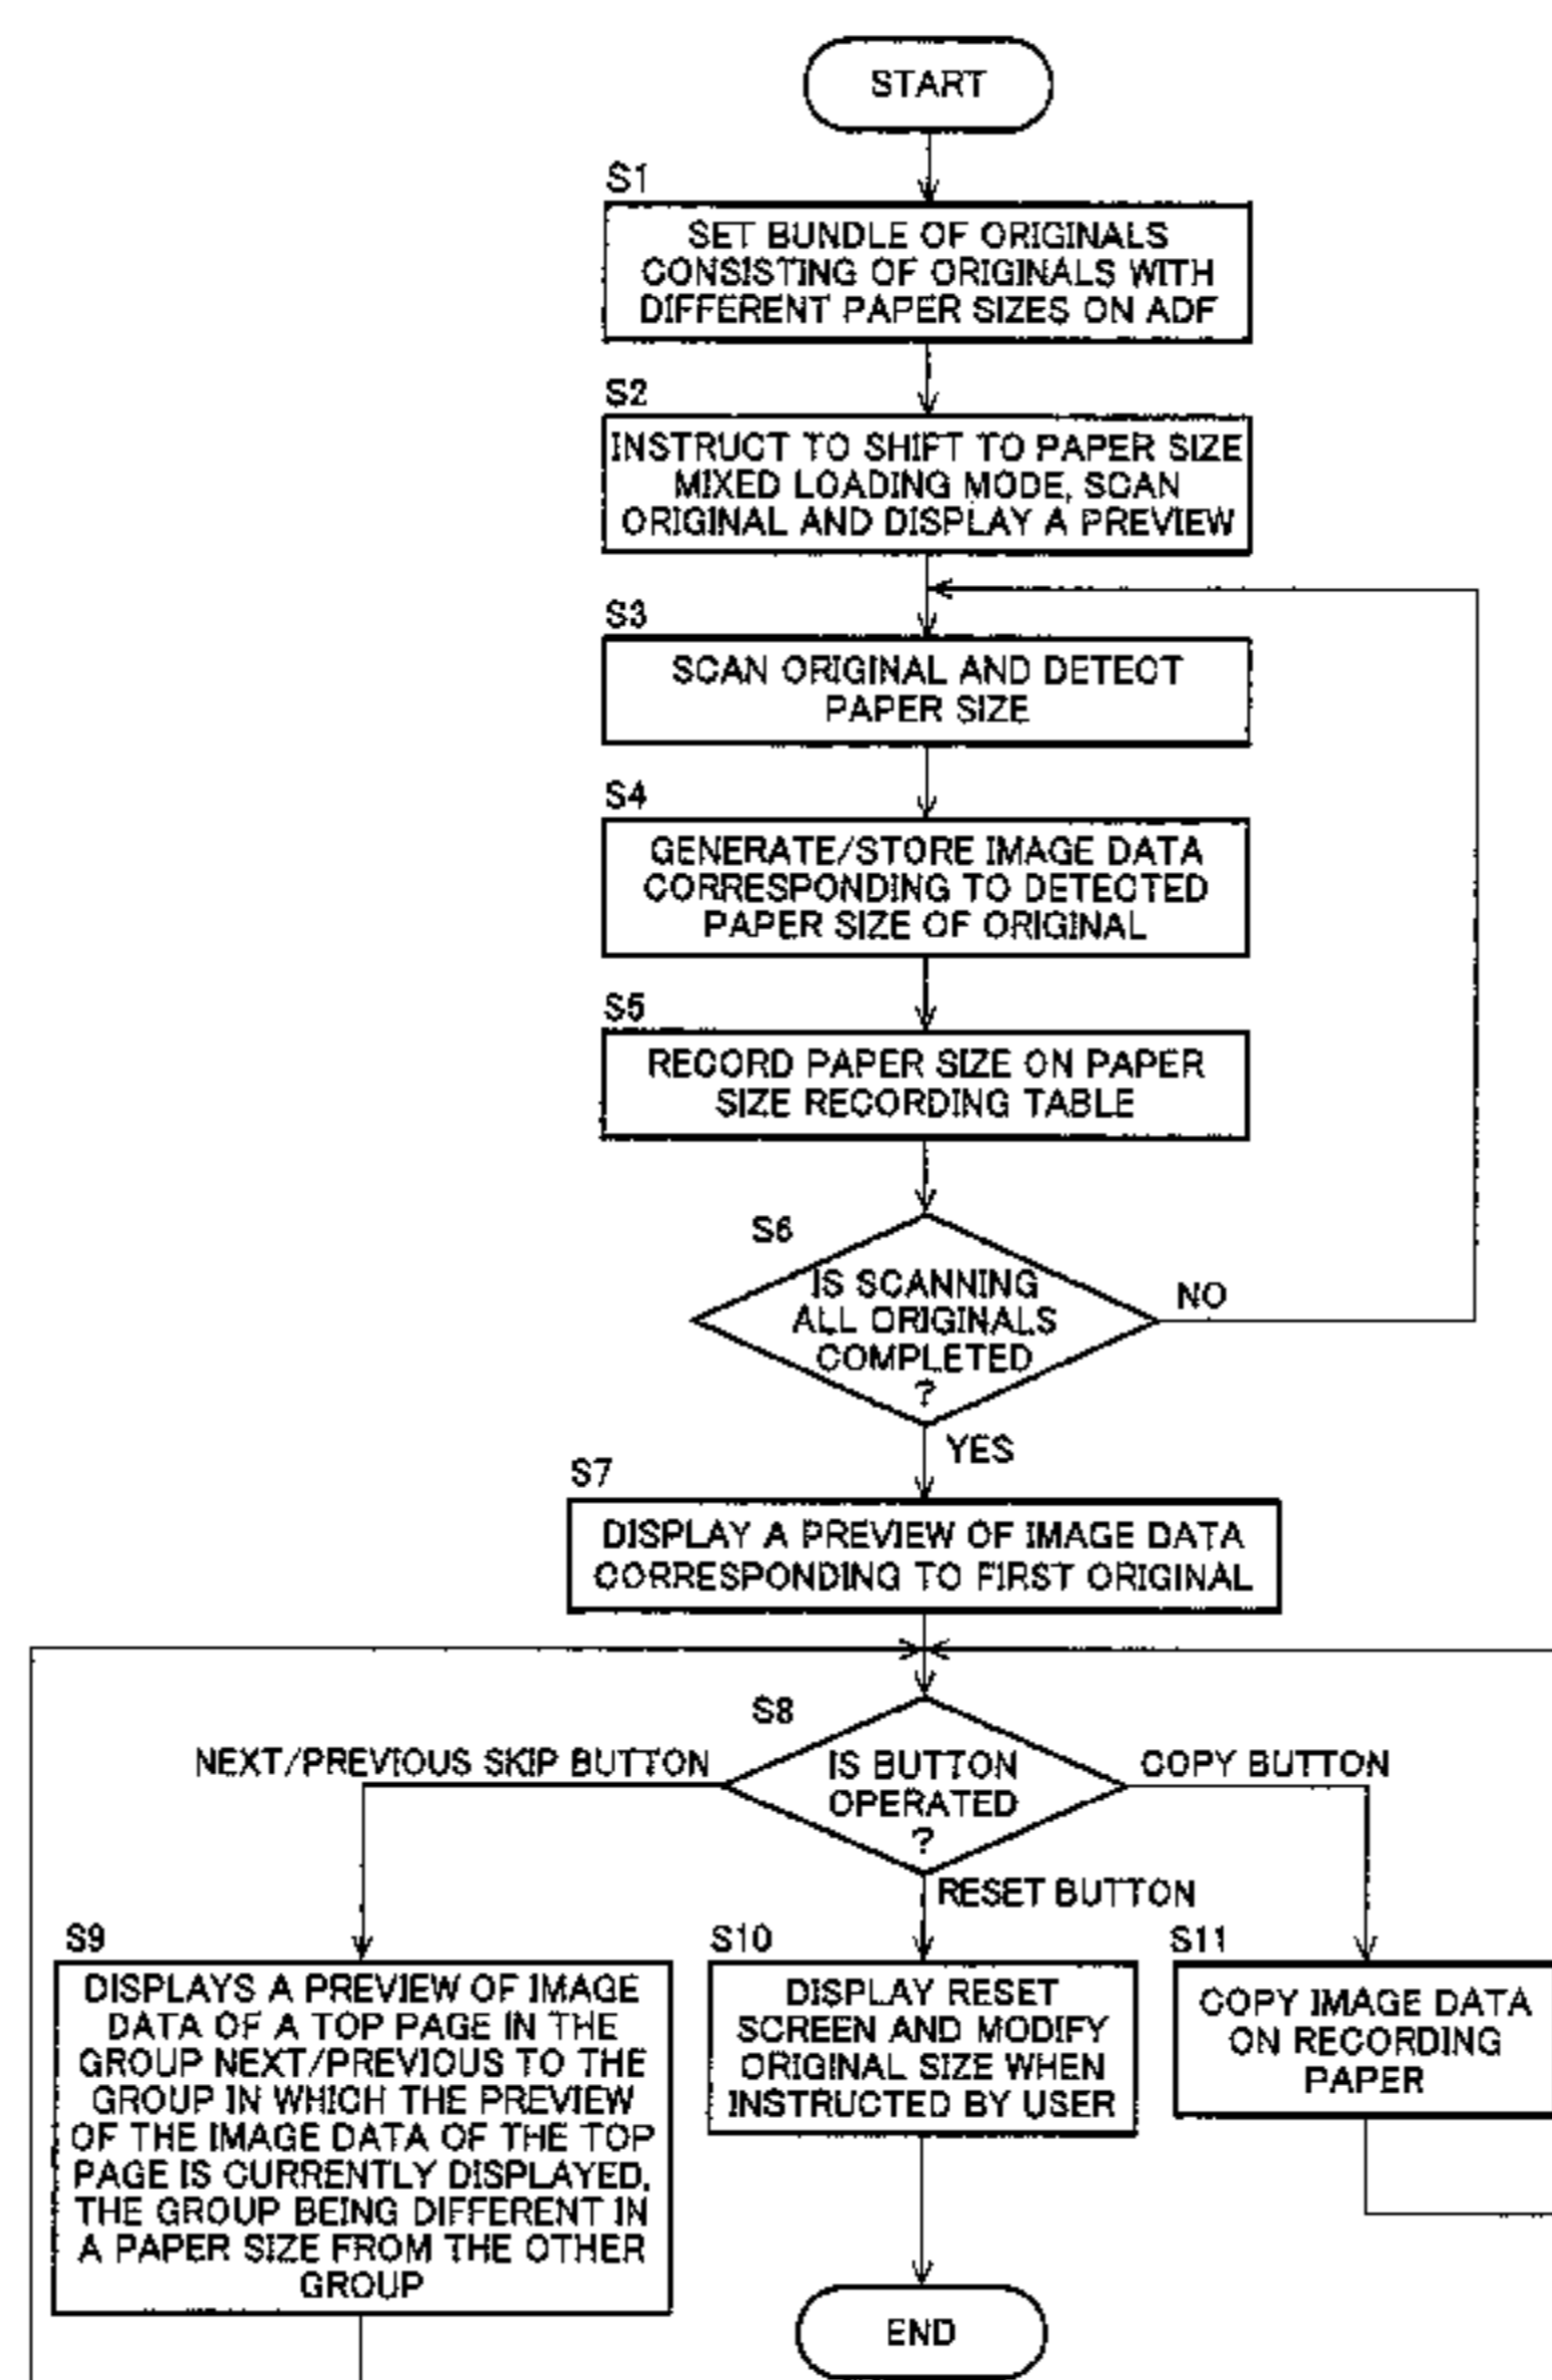 START
S1
SET BUNDLE OF ORIGINALS
CONSISTING OF ORIGINALS WITH
DIFFERENT PAPER SIZES ON ADF
S2
INSTRUCT TO SHIFT TO PAPER SIZE
MIXED LOADING MODE, SCAN
ORIGINAL AND DISPLAY A PREVIEW
S3
SCAN ORIGINAL AND DETECT
PAPER SIZE
S4
GENERATE/STORE IMAGE DATA
CORRESPONDING TO DETECTED
PAPER SIZE OF ORIGINAL
S5
RECORD PAPER SIZE ON PAPER
SIZE RECORDING TABLE
S6
IS SCANNING
ALL ORIGINALS
COMPLETED
?
NO
YES
S7
DISPLAY A PREVIEW OF IMAGE DATA
CORRESPONDING TO FIRST ORIGINAL
S8
IS BUTTON
OPERATED
?
NEXT/PREVIOUS SKIP BUTTON
COPY BUTTON
RESET BUTTON
S9
DISPLAYS A PREVIEW OF IMAGE
DATA OF A TOP PAGE IN THE
GROUP NEXT/PREVIOUS TO THE
GROUP IN WHICH THE PREVIEW
OF THE IMAGE DATA OF THE TOP
PAGE IS CURRENTLY DISPLAYED,
THE GROUP BEING DIFFERENT IN
A PAPER SIZE FROM THE OTHER
GROUP
S10
DISPLAY RESET
SCREEN AND MODIFY
ORIGINAL SIZE WHEN
INSTRUCTED BY USER
S11
COPY IMAGE DATA
ON RECORDING
PAPER
END